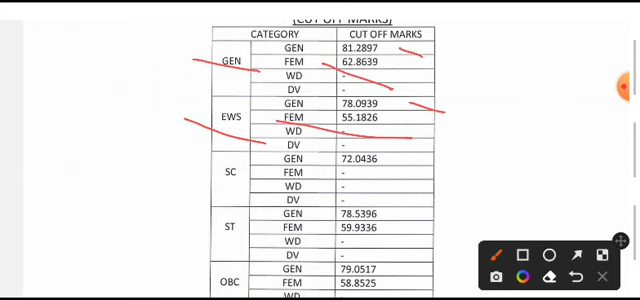 (CUT OFF MARKS)
CATEGORY CUT OFF MARKS
GEN GEN 81.2897
FEM 62.8639
WD -
DV -
EWS GEN 78.0939
FEM 55.1826
WD -
DV -
SC GEN 72.0436
FEM -
WD -
DV -
ST GEN 78.5396
FEM 59.9336
WD -
DV -
OBC GEN 79.0517
FEM 58.8525
WD -